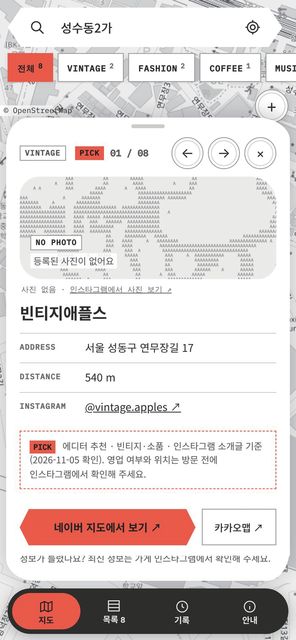 성수동2가
전체 8
VINTAGE 2
FASHION 2
COFFEE 1
MUSI
© OpenStreetMap
+
VINTAGE PICK 01 / 08 ← → ×
NO PHOTO
등록된 사진이 없어요
사진 없음 · 인스타그램에서 사진 보기 ↗
빈티지애플스
ADDRESS 서울 성동구 연무장길 17
DISTANCE 540 m
INSTAGRAM @vintage.apples ↗
PICK 에디터 추천 · 빈티지·소품 · 인스타그램 소개글 기준
(2026-11-05 확인). 영업 여부와 위치는 방문 전에
인스타그램에서 확인해 주세요.
네이버 지도에서 보기 ↗
카카오맵 ↗
정보가 틀렸나요? 최신 정보는 가게 인스타그램에서 확인해 주세요.
지도
목록 8
기록
안내